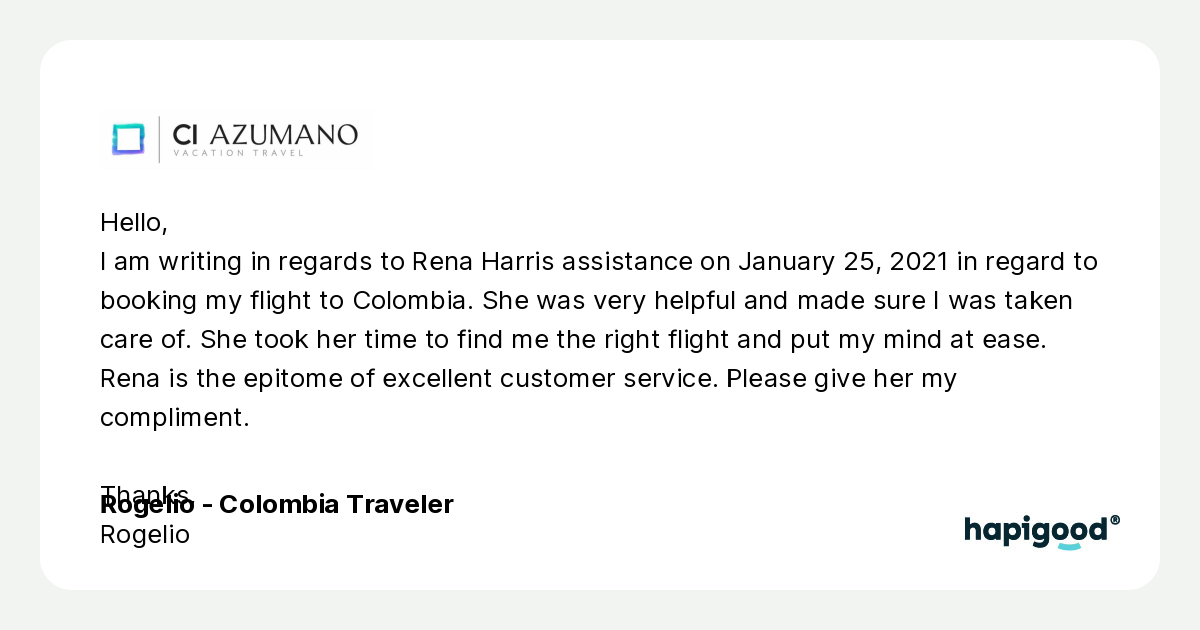 CI AZUMANO
VACATION TRAVEL
Hello,
I am writing in regards to Rena Harris assistance on January 25, 2021 in regard to
booking my flight to Colombia. She was very helpful and made sure I was taken
care of. She took her time to find me the right flight and put my mind at ease.
Rena is the epitome of excellent customer service. Please give her my
compliment.
Thanks,
Rogelio - Colombia Traveler
Rogelio
hapigood®